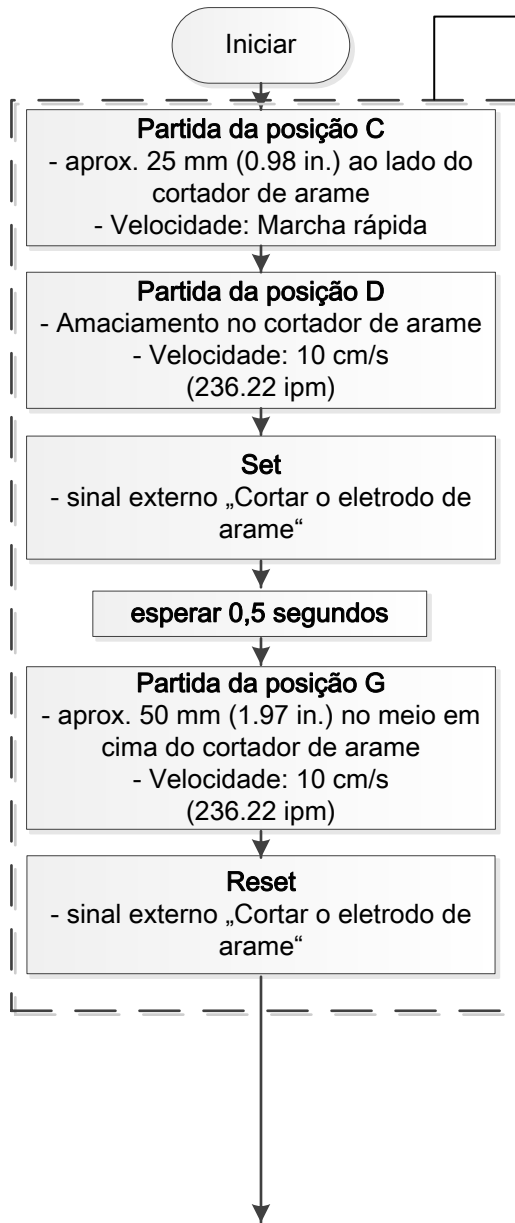 Iniciar
Partida da posição C
- aprox. 25 mm (0.98 in.) ao lado do
cortador de arame
- Velocidade: Marcha rápida
Partida da posição D
- Amaciamento no cortador de arame
- Velocidade: 10 cm/s
(236.22 ipm)
Set
- sinal externo „Cortar o eletrodo de
arame“
esperar 0,5 segundos
Partida da posição G
- aprox. 50 mm (1.97 in.) no meio em
cima do cortador de arame
- Velocidade: 10 cm/s
(236.22 ipm)
Reset
- sinal externo „Cortar o eletrodo de
arame“